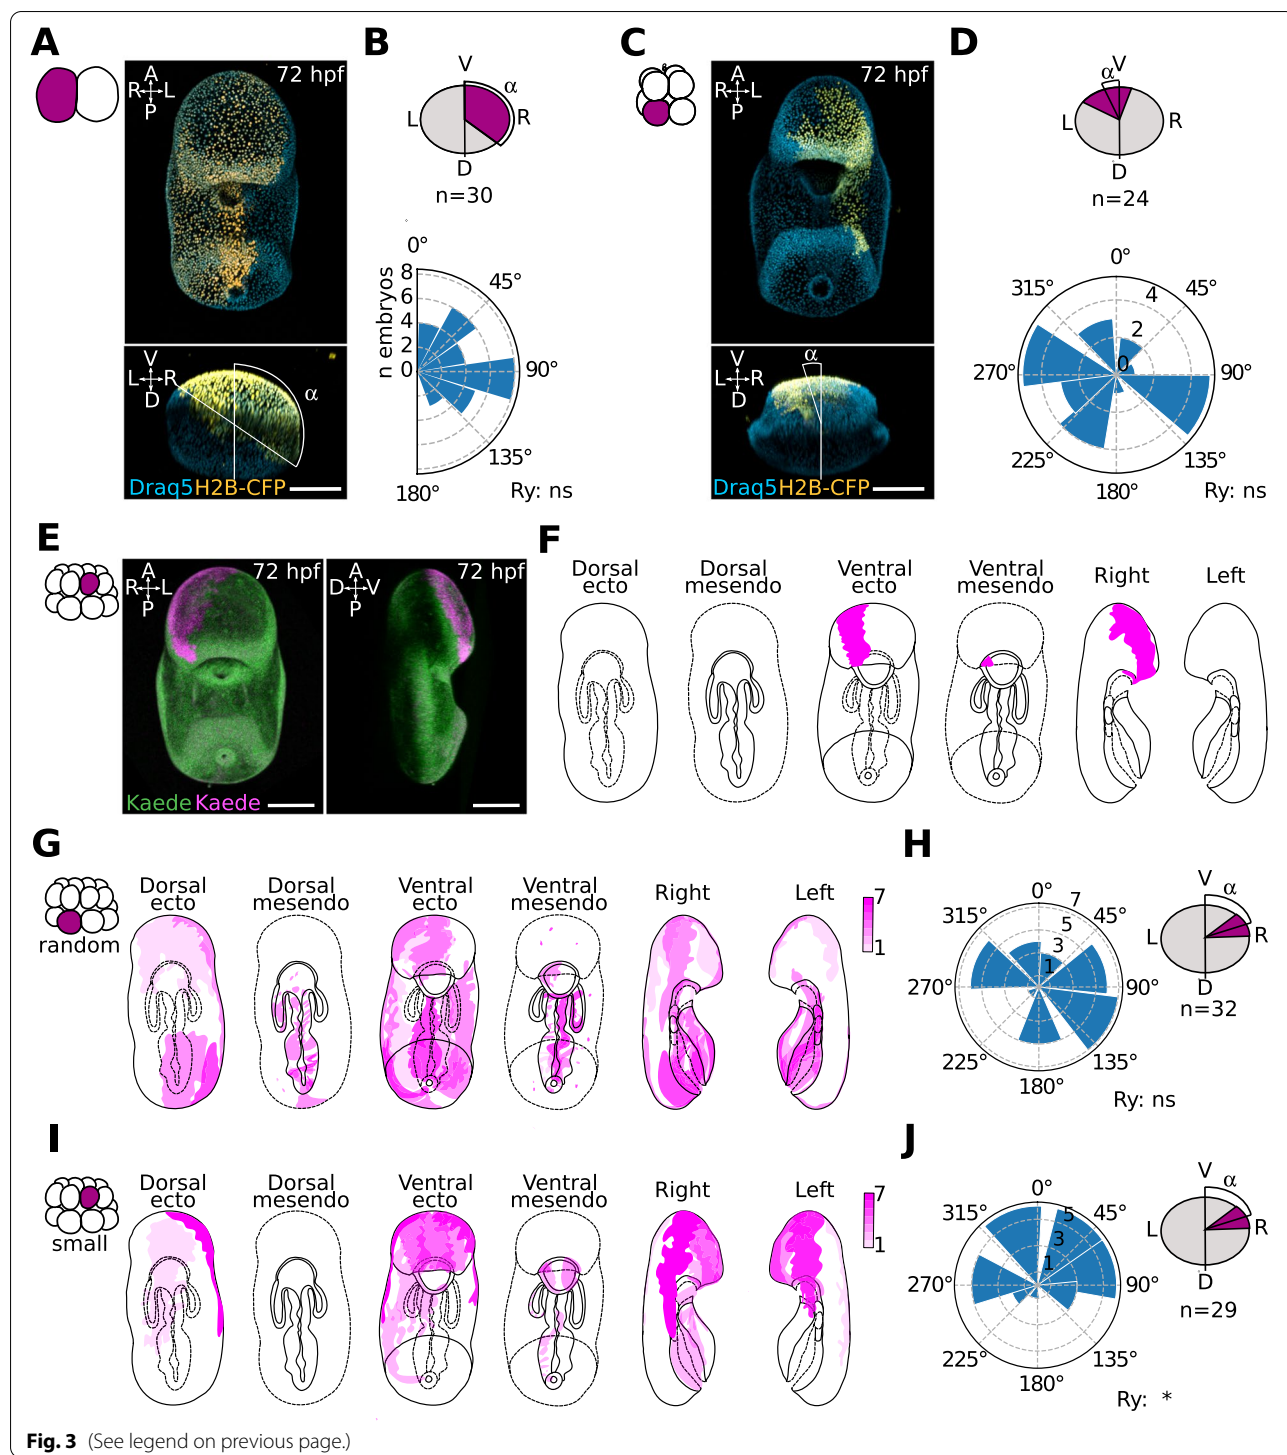 A
B
C
D
A
R L
P
72 hpf
V
α
L R
D
n=30
A
R L
P
72 hpf
α V
L R
D
n=24
0°
8
6
4
2
0
n embryos
45°
90°
135°
180°
Ry: ns
0°
315° 4 45°
2
0
270° 90°
225° 135°
180°
Ry: ns
V
L R
D
α
Draq5 H2B-CFP
V
L R
D
α
Draq5 H2B-CFP
E
F
A
R L
P
72 hpf
A
D V
P
72 hpf
Kaede Kaede
Dorsal ecto
Dorsal mesendo
Ventral ecto
Ventral mesendo
Right
Left
G
H
random
Dorsal ecto
Dorsal mesendo
Ventral ecto
Ventral mesendo
Right
Left
7
1
0°
315° 7 45°
5
3
1
270° 90°
225° 135°
180°
Ry: ns
V
α
L R
D
n=32
I
J
small
Dorsal ecto
Dorsal mesendo
Ventral ecto
Ventral mesendo
Right
Left
7
1
0°
315° 5 45°
3
1
270° 90°
225° 135°
180°
Ry: *
V
α
L R
D
n=29
Fig. 3 (See legend on previous page.)